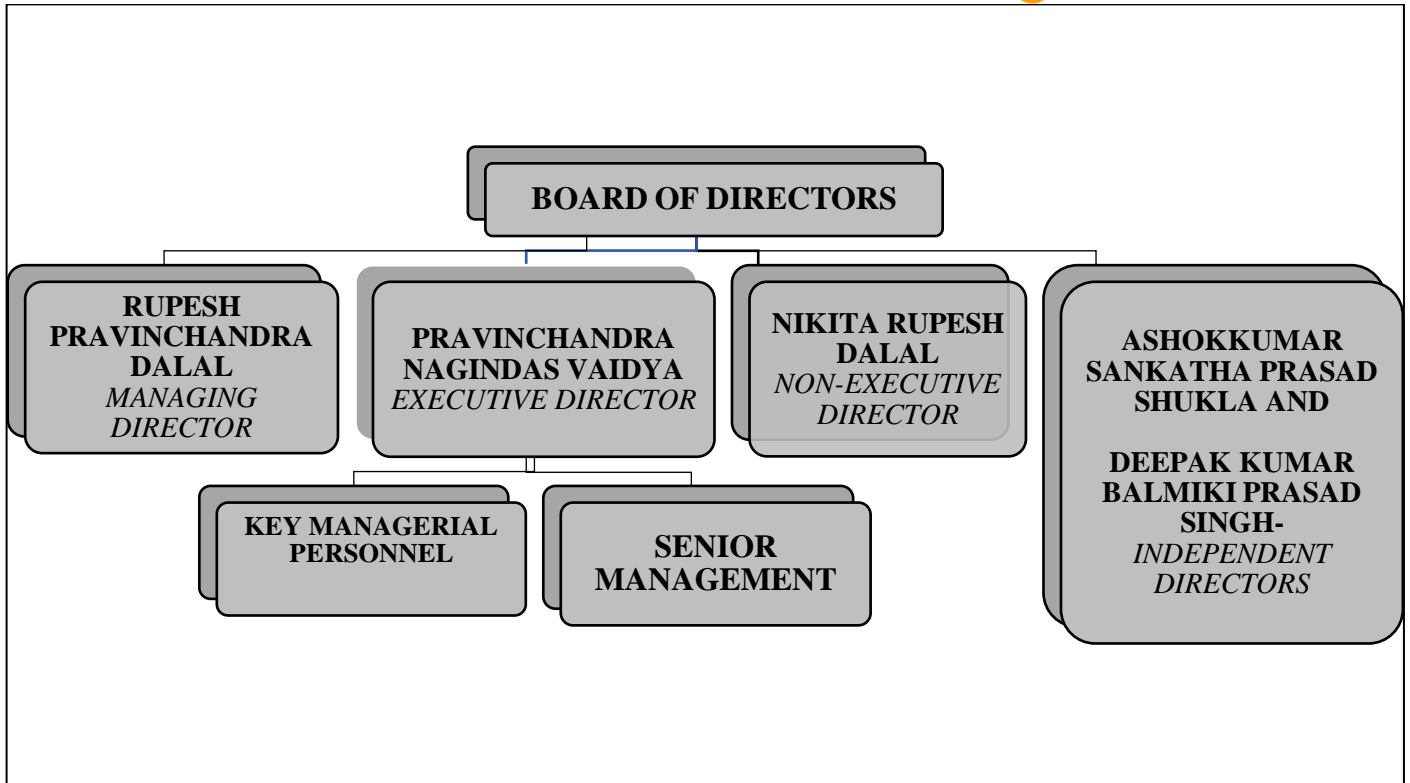 BOARD OF DIRECTORS
RUPESH
PRAVINCHANDRA
DALAL
MANAGING
DIRECTOR
PRAVINCHANDRA
NAGINDAS VAIDYA
EXECUTIVE DIRECTOR
NIKITA RUPESH
DALAL
NON-EXECUTIVE
DIRECTOR
ASHOKKUMAR
SANKATHA PRASAD
SHUKLA AND
DEEPAK KUMAR
BALMIKI PRASAD
SINGH-
INDEPENDENT
DIRECTORS
KEY MANAGERIAL
PERSONNEL
SENIOR
MANAGEMENT